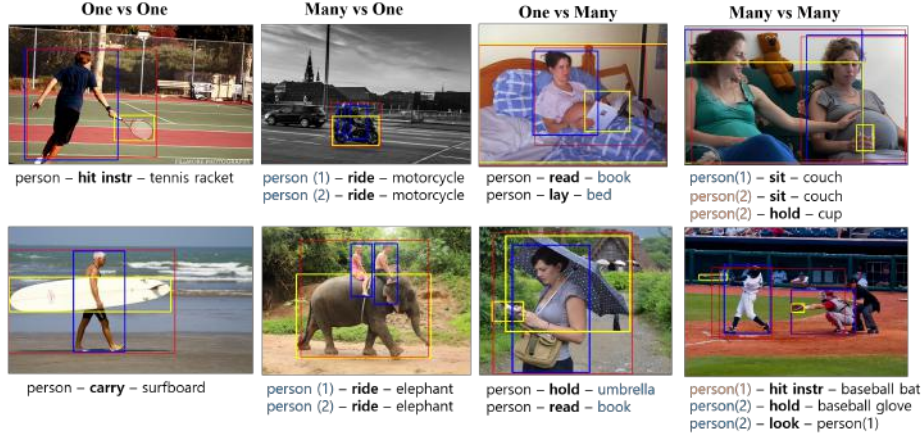 One vs One
Many vs One
One vs Many
Many vs Many
person – hit instr – tennis racket
person (1) – ride – motorcycle
person (2) – ride – motorcycle
person – read – book
person – lay – bed
person(1) – sit – couch
person(2) – sit – couch
person(2) – hold – cup
person – carry – surfboard
person (1) – ride – elephant
person (2) – ride – elephant
person – hold – umbrella
person – read – book
person(1) – hit instr – baseball bat
person(2) – hold – baseball glove
person(2) – look – person(1)